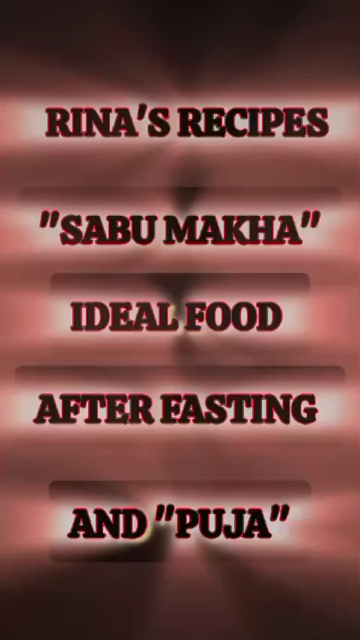 RINA'S RECIPES
"SABU MAKHA"
IDEAL FOOD
AFTER FASTING
AND "PUJA"